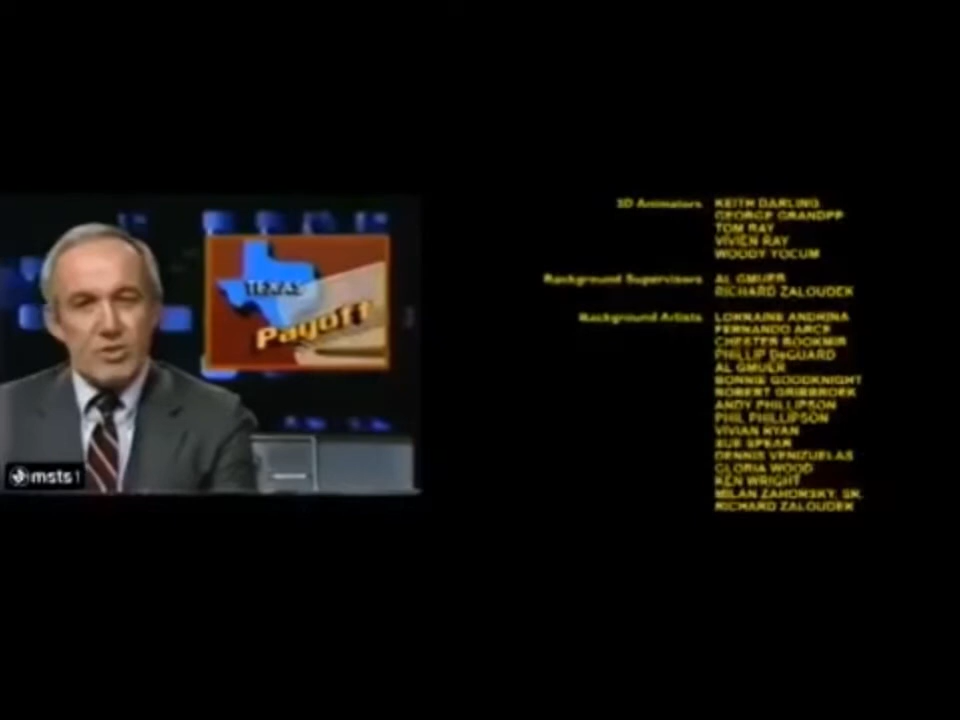 TEXAS
Payoff
msts1
3D Animators KEITH DARLING
GEORGE GRANDPP
TOM RAY
VIVIEN RAY
WOODY YOCUM
Background Supervisors AL GMUER
RICHARD ZALOUDEK
Background Artists LORRAINE ANDRINA
FERNANDO ARCE
CHESTER BOOKMIR
PHILLIP DeGUARD
AL GMUER
BONNIE GOODKNIGHT
ROBERT GRIBBROEK
ANDY PHILLIPSON
PHIL PHILLIPSON
VIVIAN RYAN
SUE SPEAR
DENNIS VENIZUELAS
GLORIA WOOD
KEN WRIGHT
MILAN ZAHORSKY, SR.
RICHARD ZALOUDEK